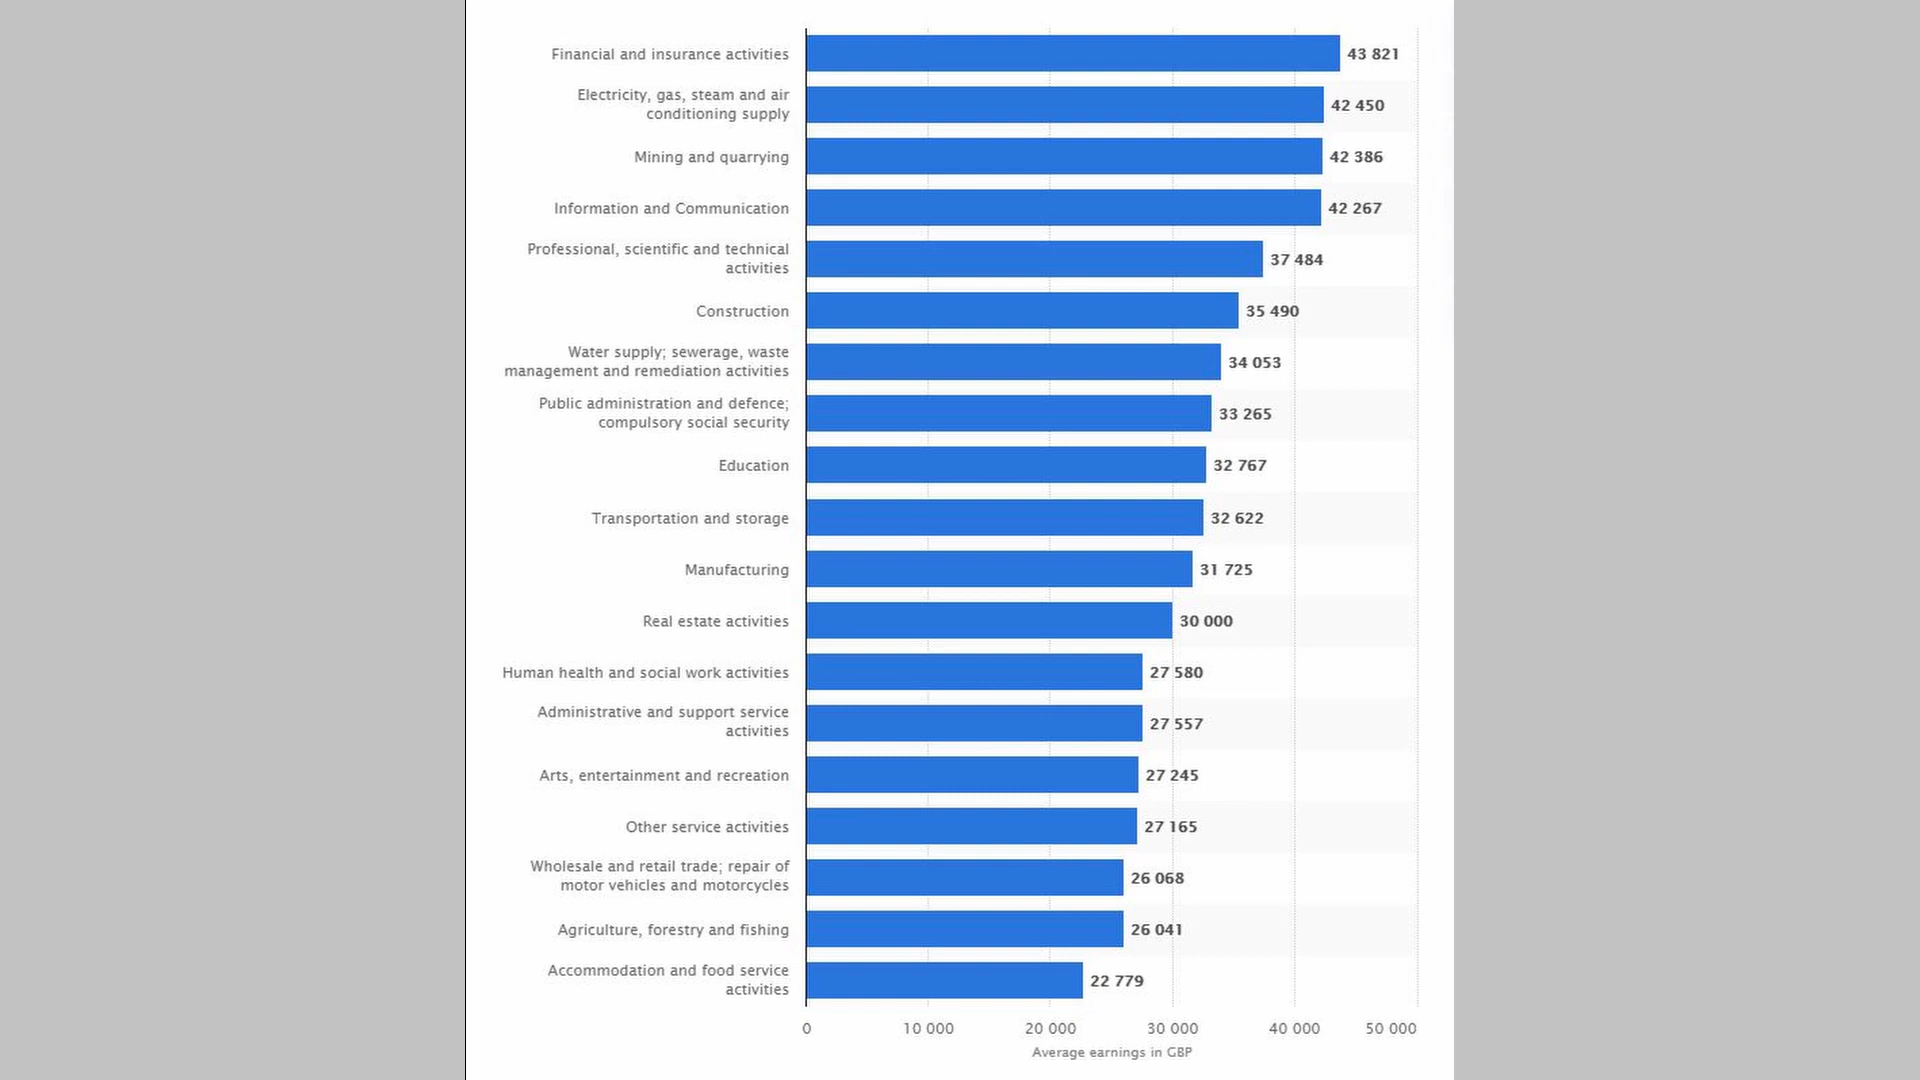 Financial and insurance activities 43 821
Electricity, gas, steam and air
conditioning supply 42 450
Mining and quarrying 42 386
Information and Communication 42 267
Professional, scientific and technical
activities 37 484
Construction 35 490
Water supply; sewerage, waste
management and remediation activities 34 053
Public administration and defence;
compulsory social security 33 265
Education 32 767
Transportation and storage 32 622
Manufacturing 31 725
Real estate activities 30 000
Human health and social work activities 27 580
Administrative and support service
activities 27 557
Arts, entertainment and recreation 27 245
Other service activities 27 165
Wholesale and retail trade; repair of
motor vehicles and motorcycles 26 068
Agriculture, forestry and fishing 26 041
Accommodation and food service
activities 22 779
0 10 000 20 000 30 000 40 000 50 000
Average earnings in GBP